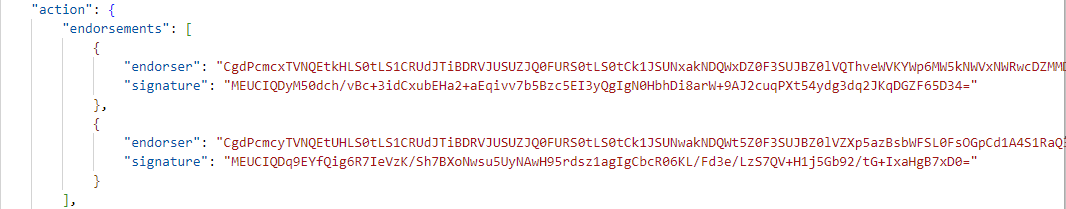 "action": {
"endorsements": [
{
"endorser": "CgdPcmcxTVNQEtkHLS0tLS1CRUdJTiBDRVJUSUZJQ0FURS0tLS0tCk1JSUNxakNDQWxDZ0F3SUJBZ0lVQThveWVKYWp6MW5kNWVxNWRwcDZMMD
"signature": "MEUCIQDyM50dch/vBc+3idCxubEHa2+aEqivv7b5Bzc5EI3yQgIgN0HbhDi8arW+9AJ2cuqPXt54ydg3dq2JKqDGZF65D34="
},
{
"endorser": "CgdPcmcyTVNQEtUHLS0tLS1CRUdJTiBDRVJUSUZJQ0FURS0tLS0tCk1JSUNwakNDQWt5Z0F3SUJBZ0lVZXp5azBsbWFSL0FsOGpCd1A4S1RaQ
"signature": "MEUCIQDq9EYfQig6R7IeVzK/Sh7BXoNwsu5UyNAwH95rdsz1agIgCbcR06KL/Fd3e/LzS7QV+H1j5Gb92/tG+IxaHgB7xD0="
}
],